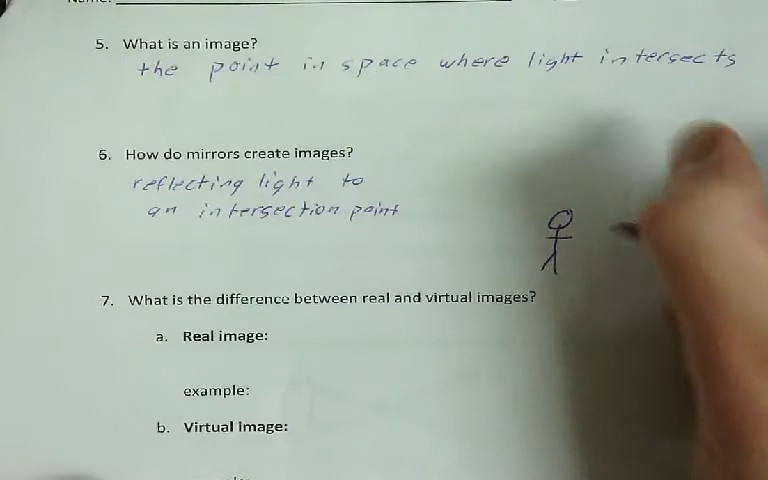 5. What is an image?
the point in space where light intersects
6. How do mirrors create images?
reflecting light to
an intersection point
7. What is the difference between real and virtual images?
a. Real image:
example:
b. Virtual Image: